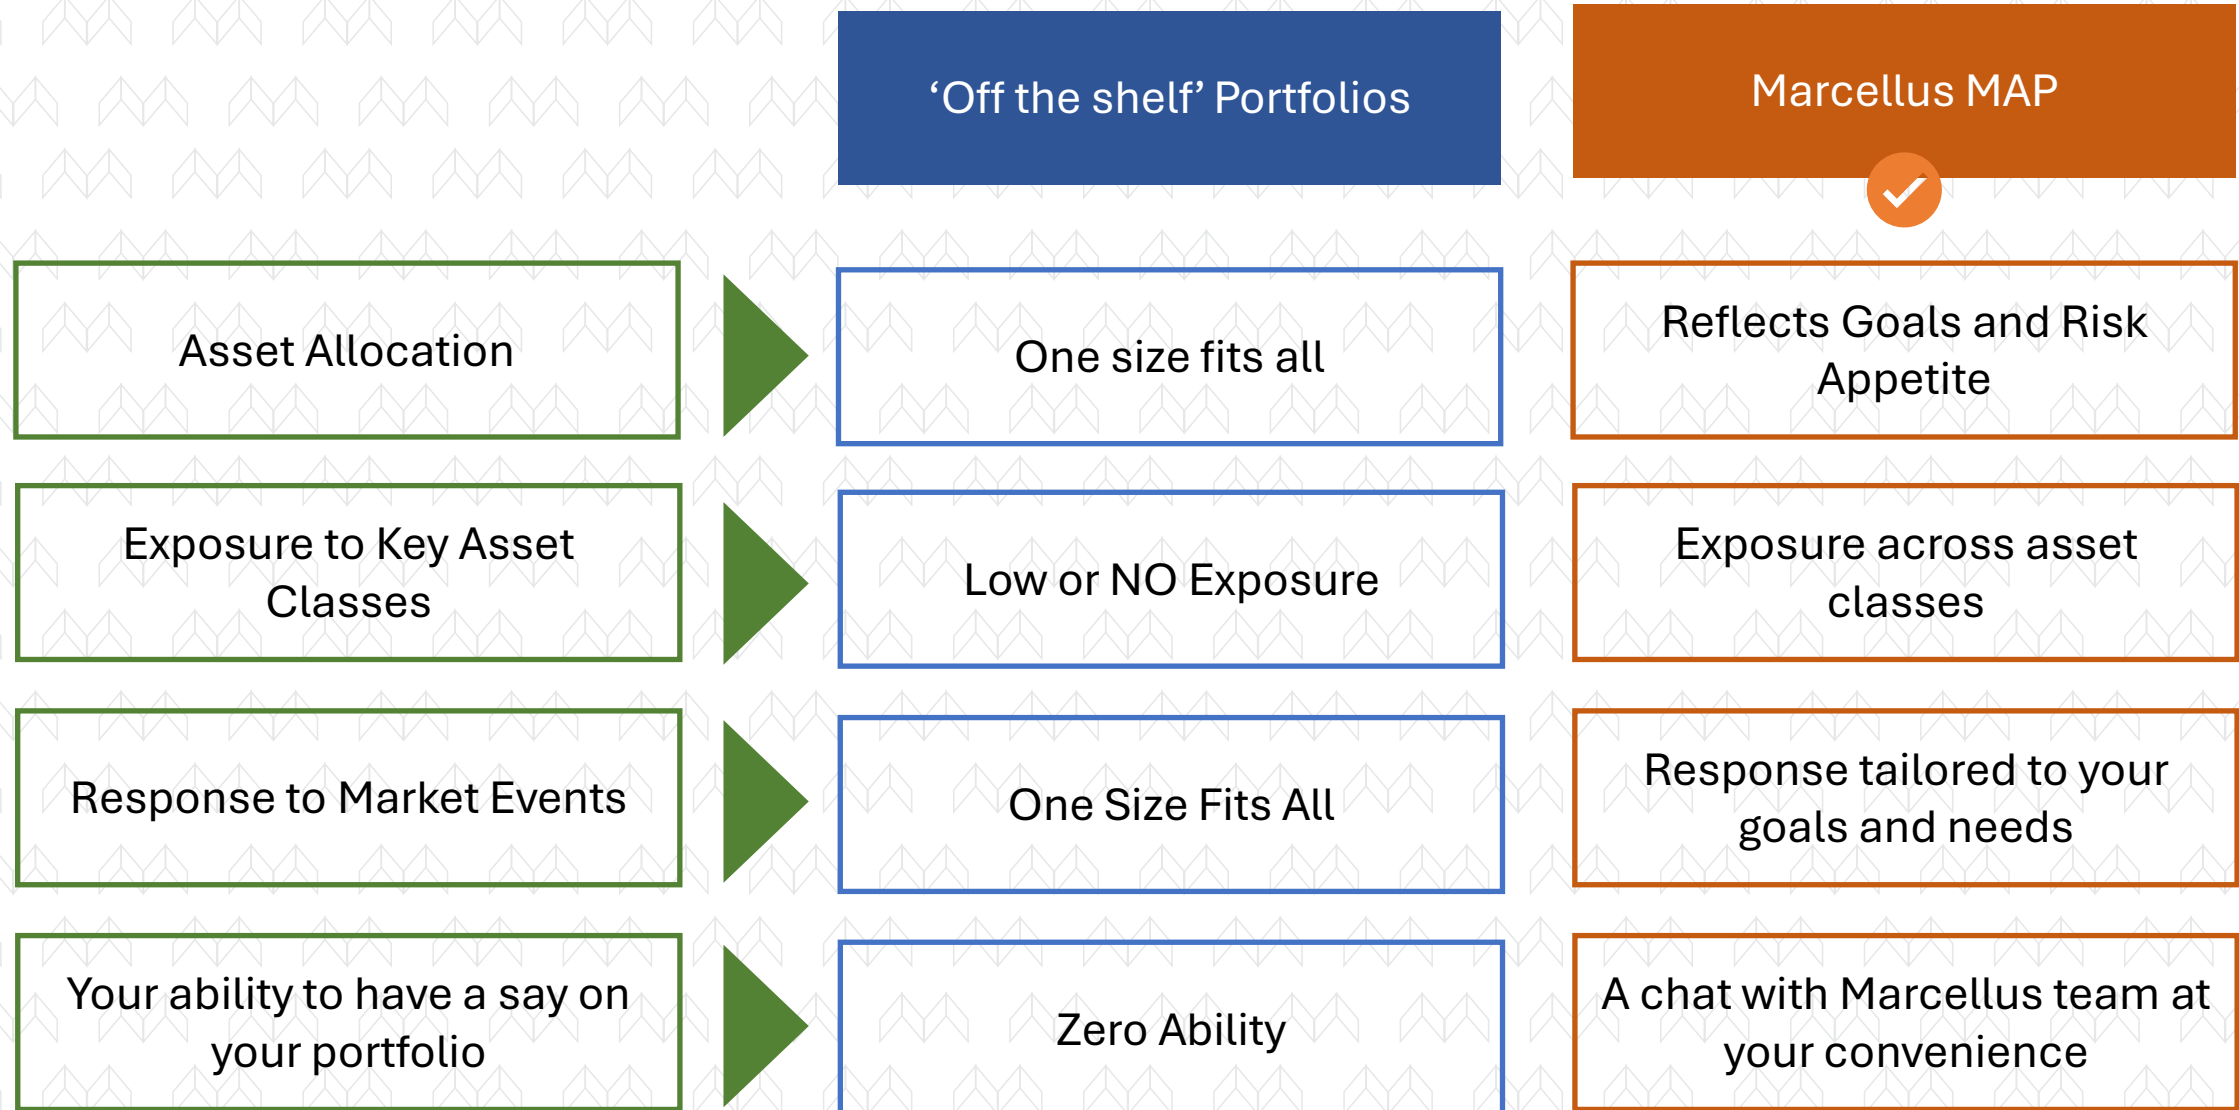 ‘Off the shelf’ Portfolios
Marcellus MAP
Asset Allocation
One size fits all
Reflects Goals and Risk
Appetite
Exposure to Key Asset
Classes
Low or NO Exposure
Exposure across asset
classes
Response to Market Events
One Size Fits All
Response tailored to your
goals and needs
Your ability to have a say on
your portfolio
Zero Ability
A chat with Marcellus team at
your convenience